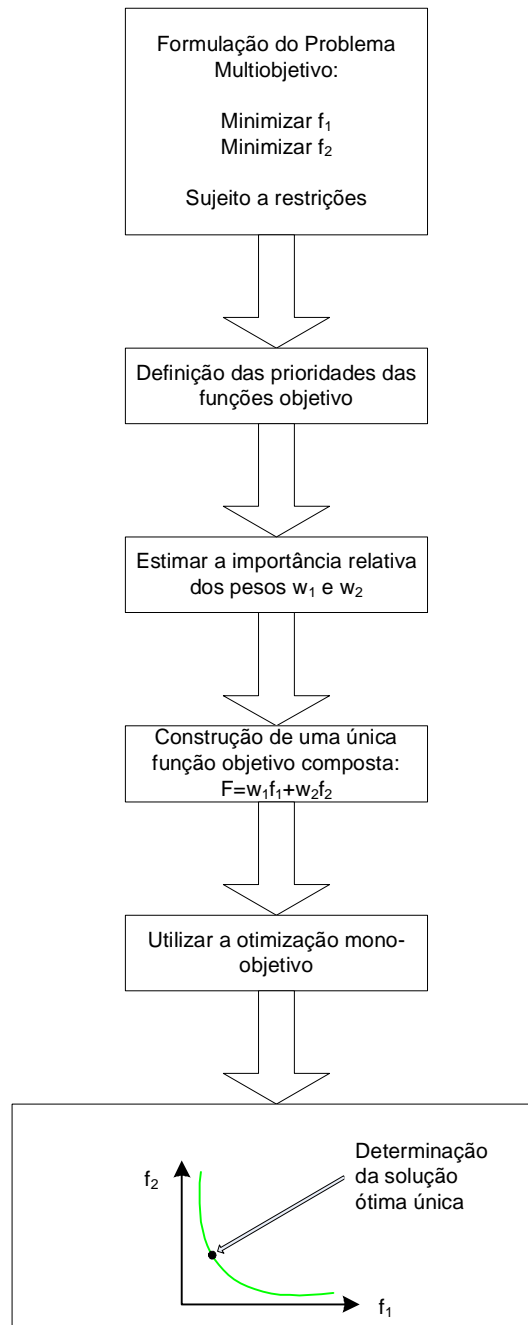 Formulação do Problema
Multiobjetivo:
Minimizar f₁
Minimizar f₂
Sujeito a restrições
Definição das prioridades das
funções objetivo
Estimar a importância relativa
dos pesos w₁ e w₂
Construção de uma única
função objetivo composta:
F=w₁f₁+w₂f₂
Utilizar a otimização mono-
objetivo
Determinação
da solução
ótima única
f₂
f₁